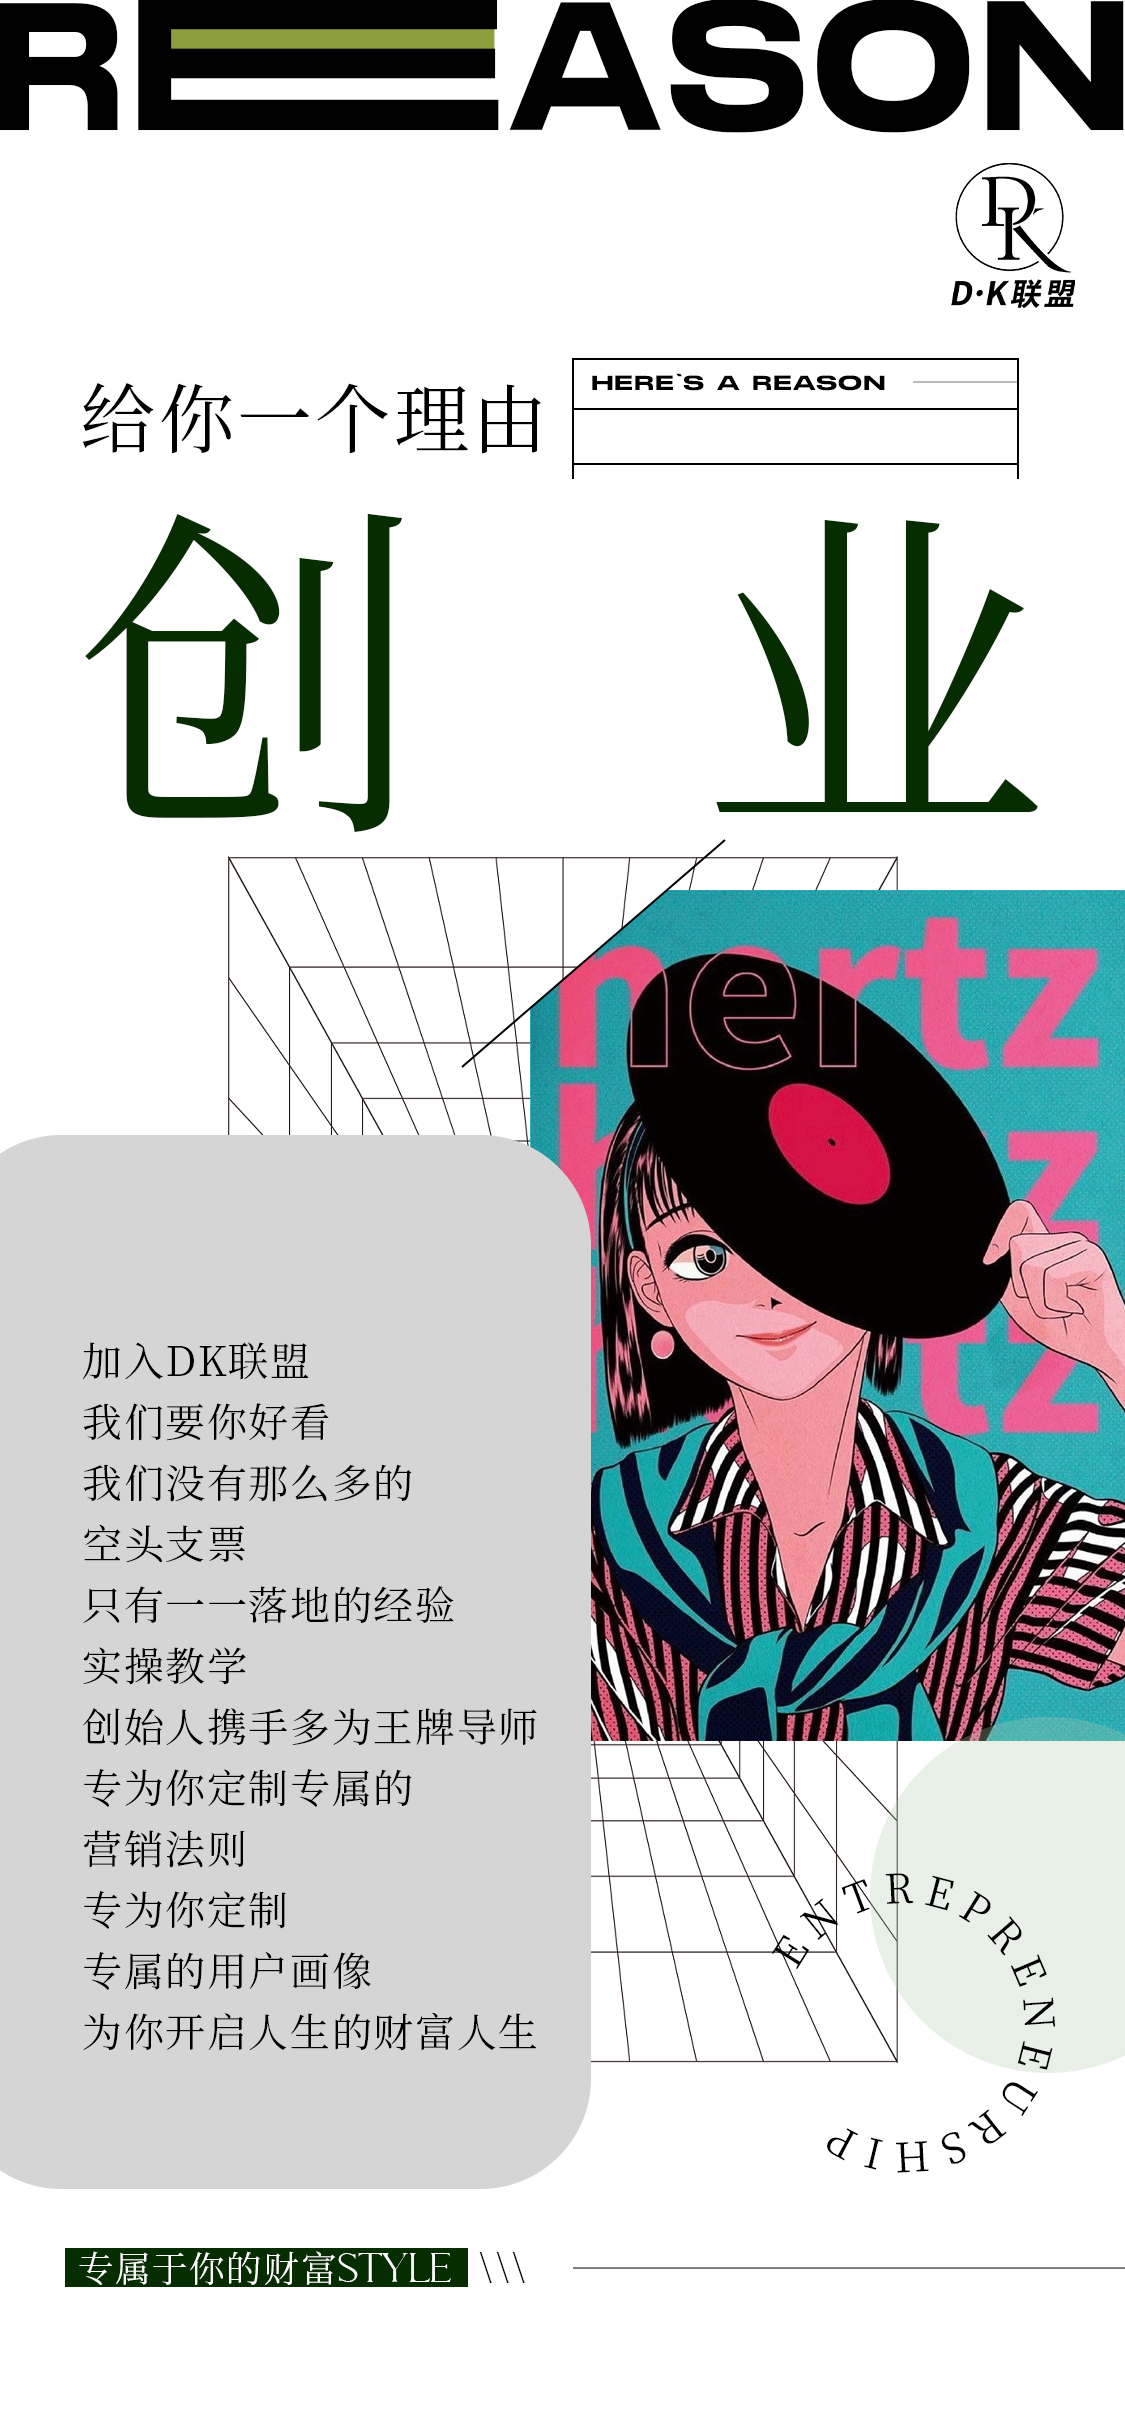 REASON
DK
D·K联盟
给你一个理由
HERE`S A REASON
创业
hertz
加入DK联盟
我们要你好看
我们没有那么多的
空头支票
只有一一落地的经验
实操教学
创始人携手多为王牌导师
专为你定制专属的
营销法则
专为你定制
专属的用户画像
为你开启人生的财富人生
ENTREPRENEURSHIP
专属于你的财富STYLE \\\